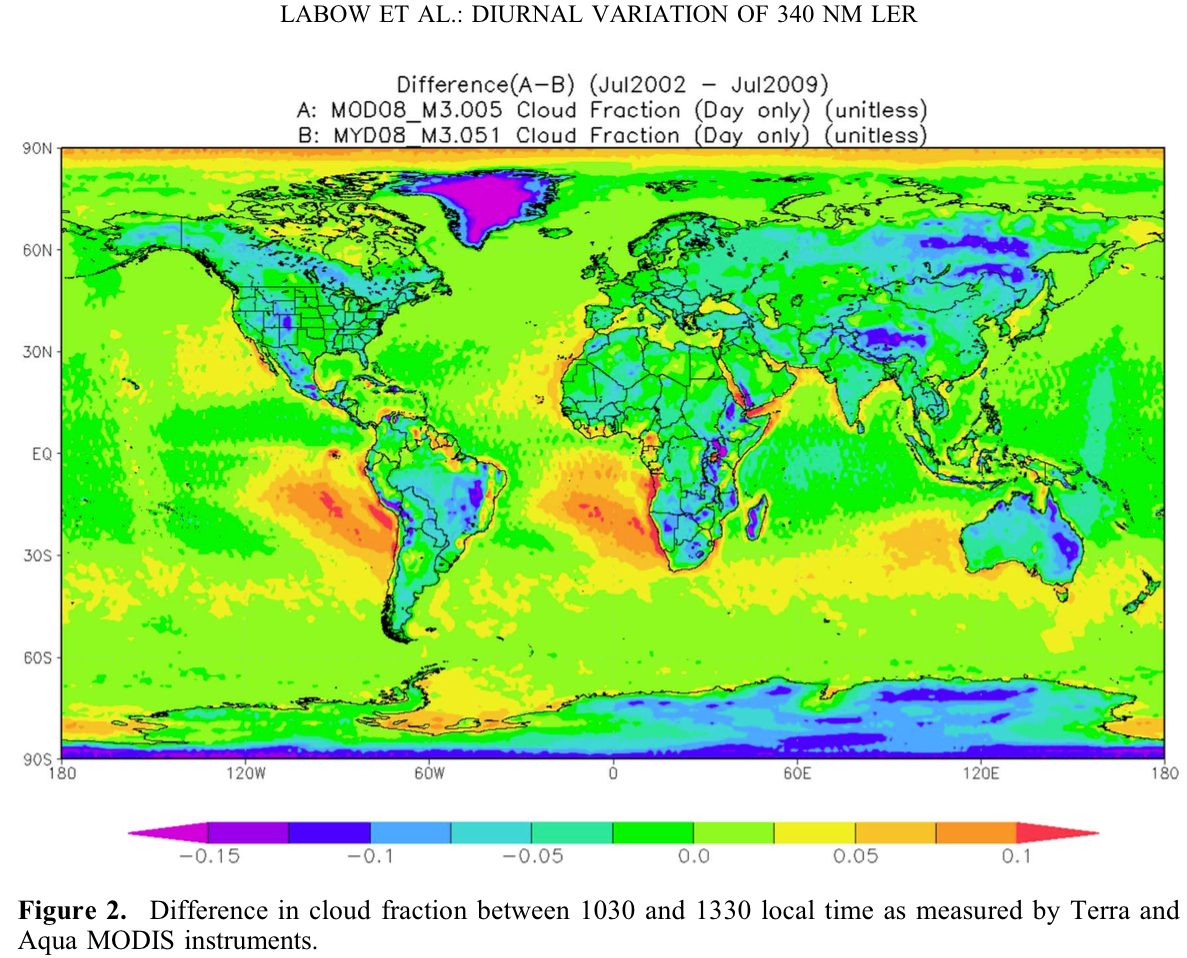 LABOW ET AL.: DIURNAL VARIATION OF 340 NM LER
Difference(A-B) (Jul2002 - Jul2009)
A: MOD08_M3.005 Cloud Fraction (Day only) (unitless)
B: MYD08_M3.051 Cloud Fraction (Day only) (unitless)
90N
60N
30N
EQ
30S
60S
90S
180 120W 60W 0 60E 120E 180
-0.15 -0.1 -0.05 0.0 0.05 0.1
Figure 2. Difference in cloud fraction between 1030 and 1330 local time as measured by Terra and
Aqua MODIS instruments.